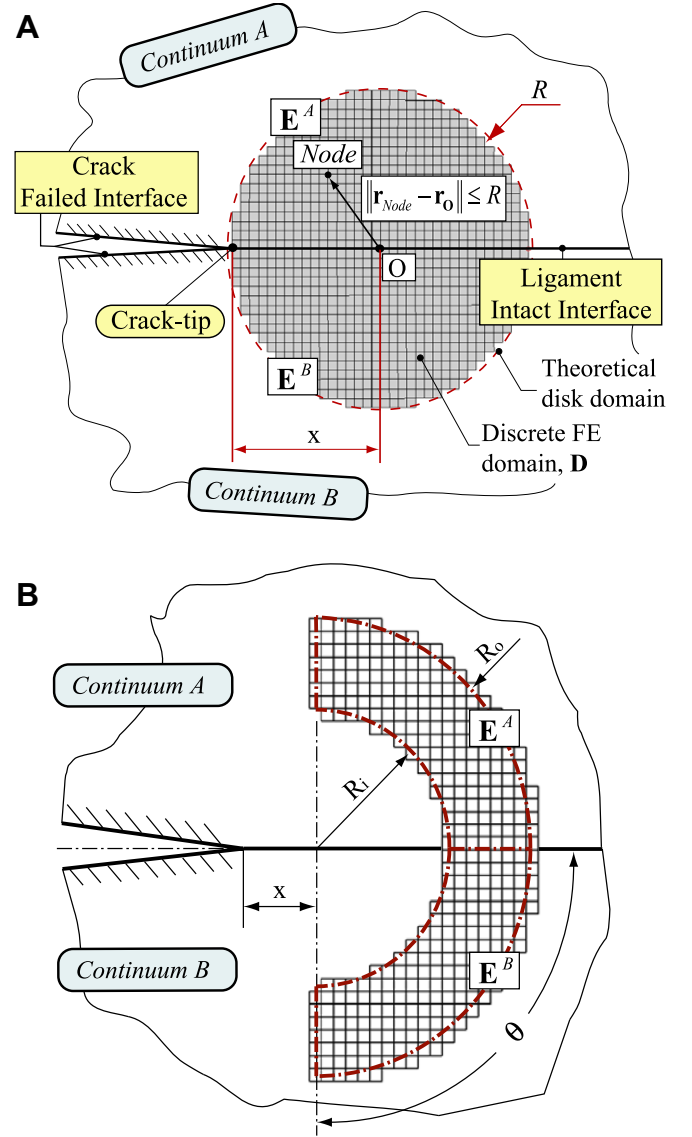 A
Continuum A
R
E^A
Node
Crack
Failed Interface
‖r_Node − r_O‖ ≤ R
O
Ligament
Intact Interface
Crack-tip
E^B
Theoretical
disk domain
x
Discrete FE
domain, D
Continuum B
B
R_o
Continuum A
E^A
R_i
x
Continuum B
E^B
θ